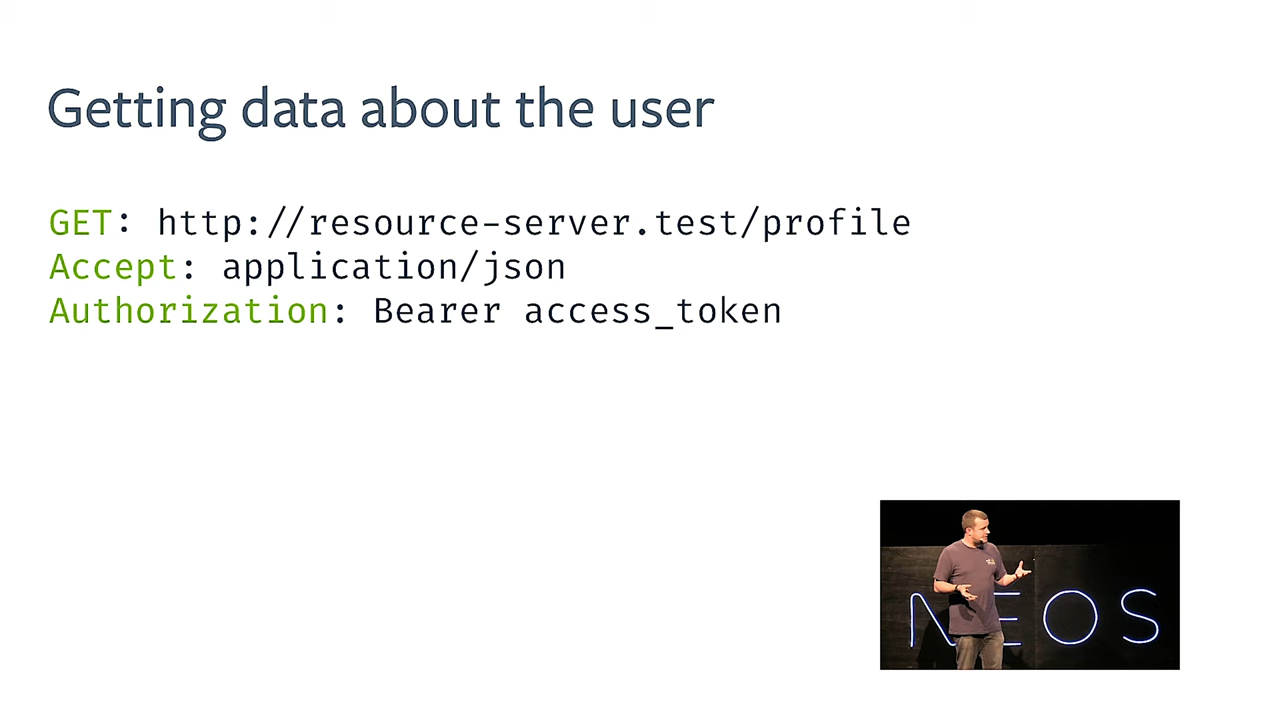 Getting data about the user
GET: http://resource-server.test/profile
Accept: application/json
Authorization: Bearer access_token
NEOS